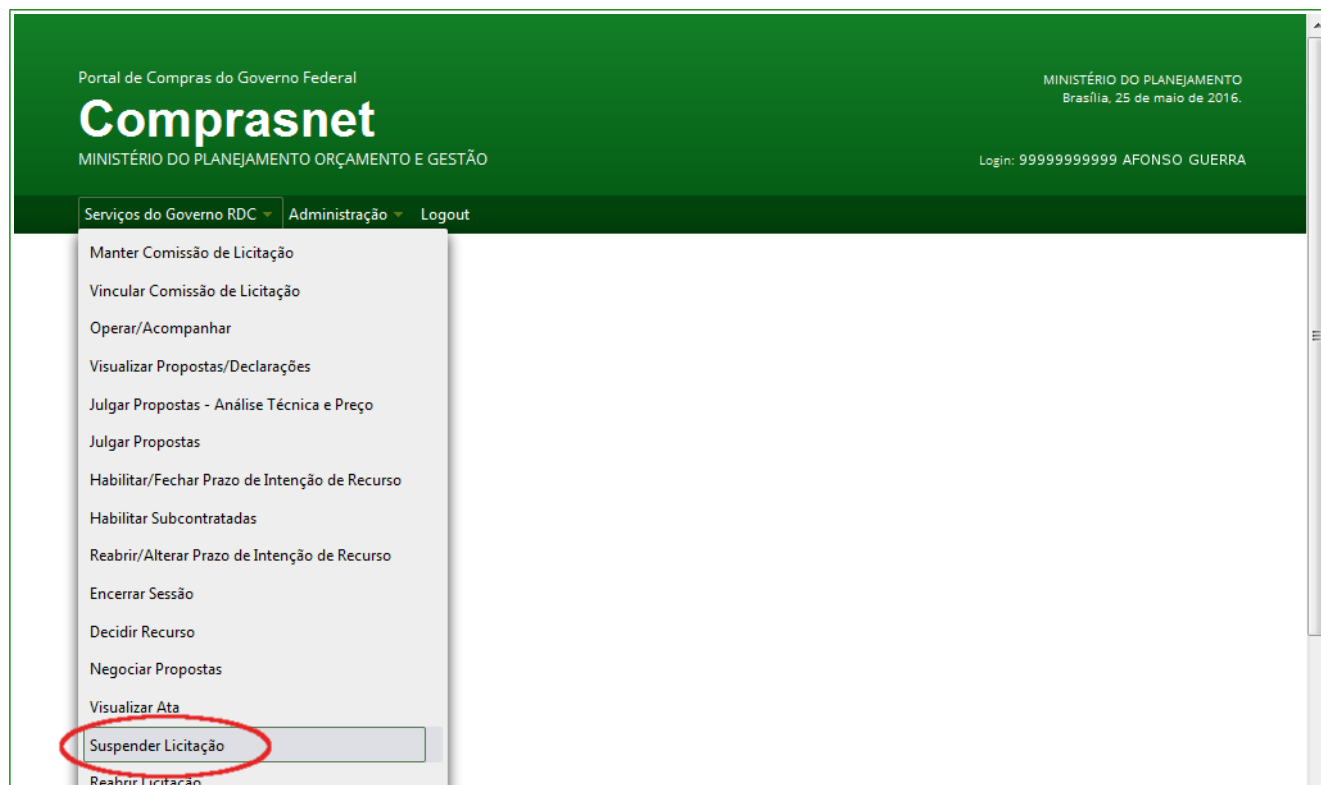 Portal de Compras do Governo Federal
MINISTÉRIO DO PLANEJAMENTO
Brasília, 25 de maio de 2016.
Comprasnet
MINISTÉRIO DO PLANEJAMENTO ORÇAMENTO E GESTÃO
Login: 99999999999 AFONSO GUERRA
Serviços do Governo RDC Administração Logout
Manter Comissão de Licitação
Vincular Comissão de Licitação
Operar/Acompanhar
Visualizar Propostas/Declarações
Julgar Propostas - Análise Técnica e Preço
Julgar Propostas
Habilitar/Fechar Prazo de Intenção de Recurso
Habilitar Subcontratadas
Reabrir/Alterar Prazo de Intenção de Recurso
Encerrar Sessão
Decidir Recurso
Negociar Propostas
Visualizar Ata
Suspender Licitação
Reabrir Licitação